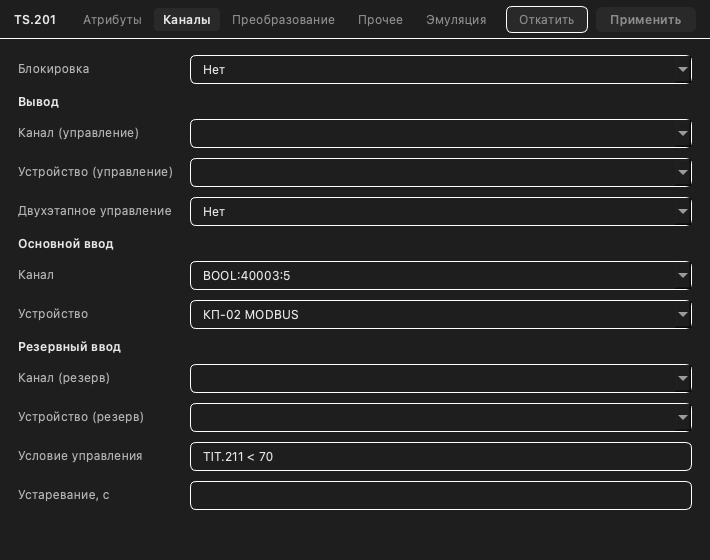 TS.201 Атрибуты Каналы Преобразование Прочее Эмуляция Откатить Применить
Блокировка Нет
Вывод
Канал (управление)
Устройство (управление)
Двухэтапное управление Нет
Основной ввод
Канал BOOL:40003:5
Устройство КП-02 MODBUS
Резервный ввод
Канал (резерв)
Устройство (резерв)
Условие управления TIT.211 < 70
Устаревание, с